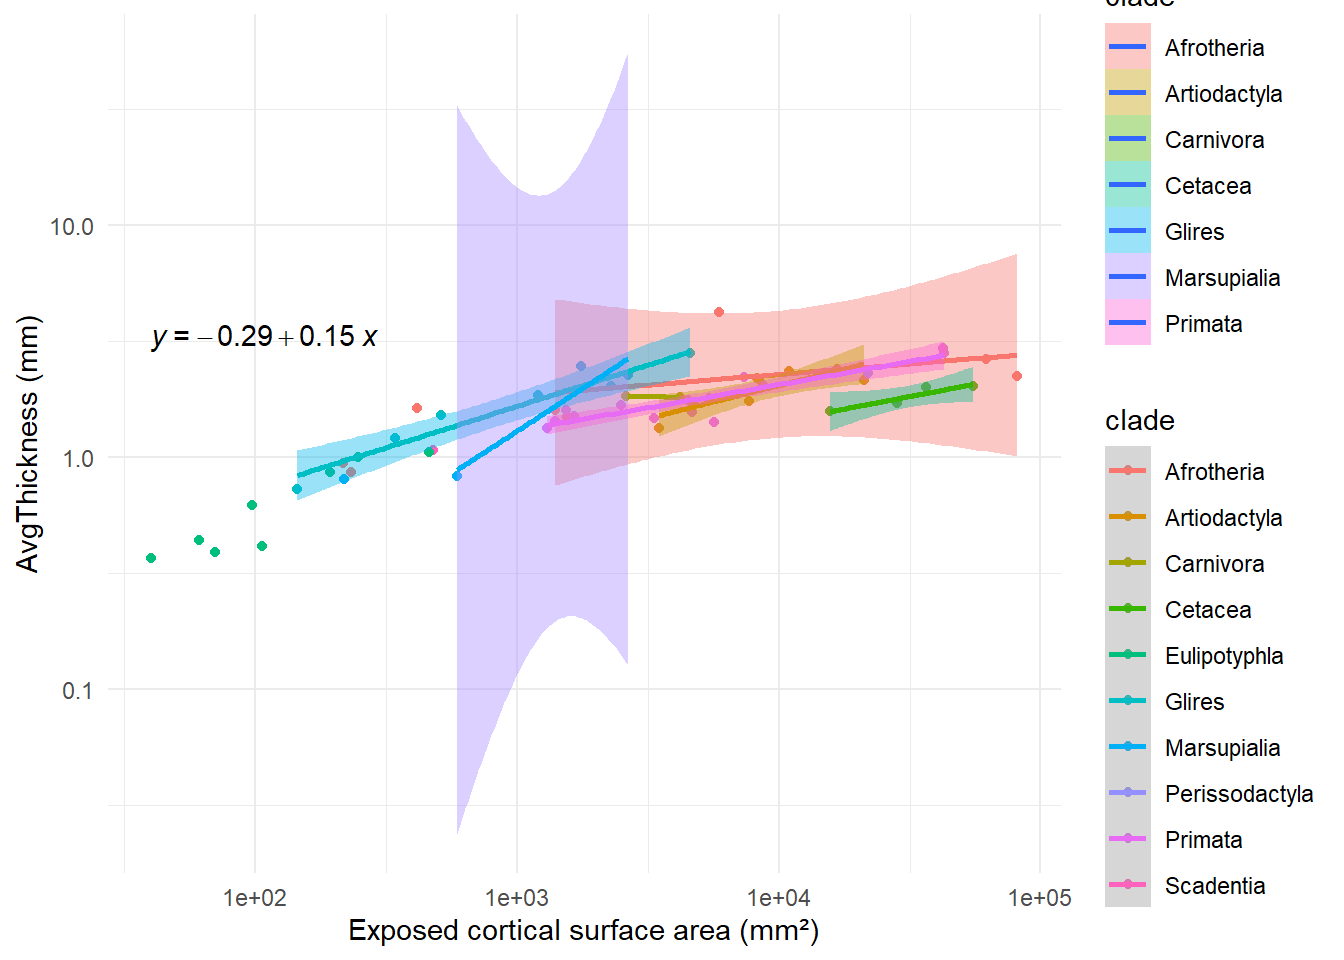 clade
Afrotheria
Artiodactyla
Carnivora
Cetacea
Glires
Marsupialia
Primata
10.0
1.0
0.1
AvgThickness (mm)
y = −0.29 + 0.15 x
1e+02
1e+03
1e+04
1e+05
Exposed cortical surface area (mm²)
clade
Afrotheria
Artiodactyla
Carnivora
Cetacea
Eulipotyphla
Glires
Marsupialia
Perissodactyla
Primata
Scadentia